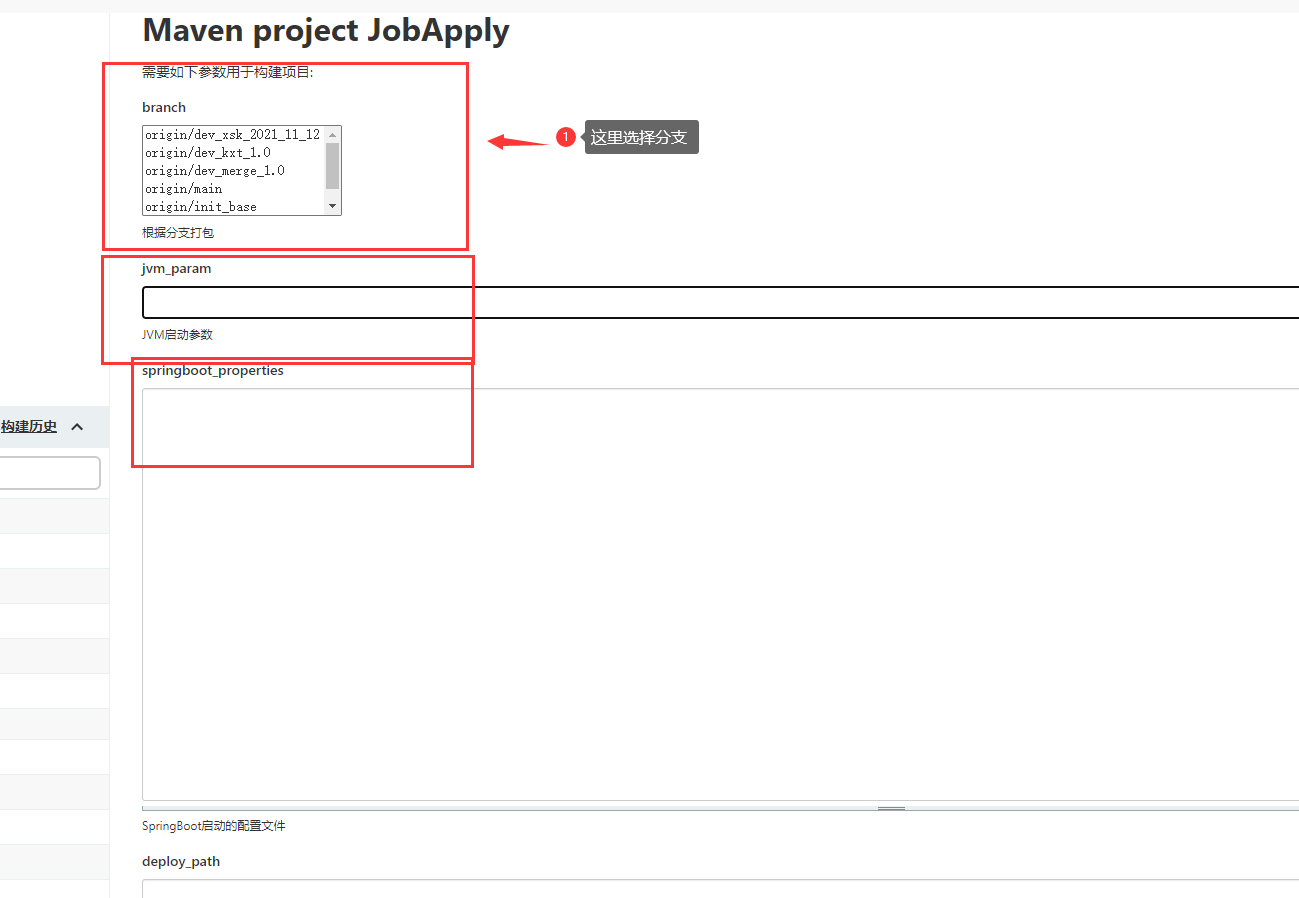 Maven project JobApply
需要如下参数用于构建项目:
branch
origin/dev_xsk_2021_11_12
origin/dev_kxt_1.0
origin/dev_merge_1.0
origin/main
origin/init_base
1 这里选择分支
根据分支打包
jvm_param
JVM启动参数
springboot_properties
构建历史
SpringBoot启动的配置文件
deploy_path